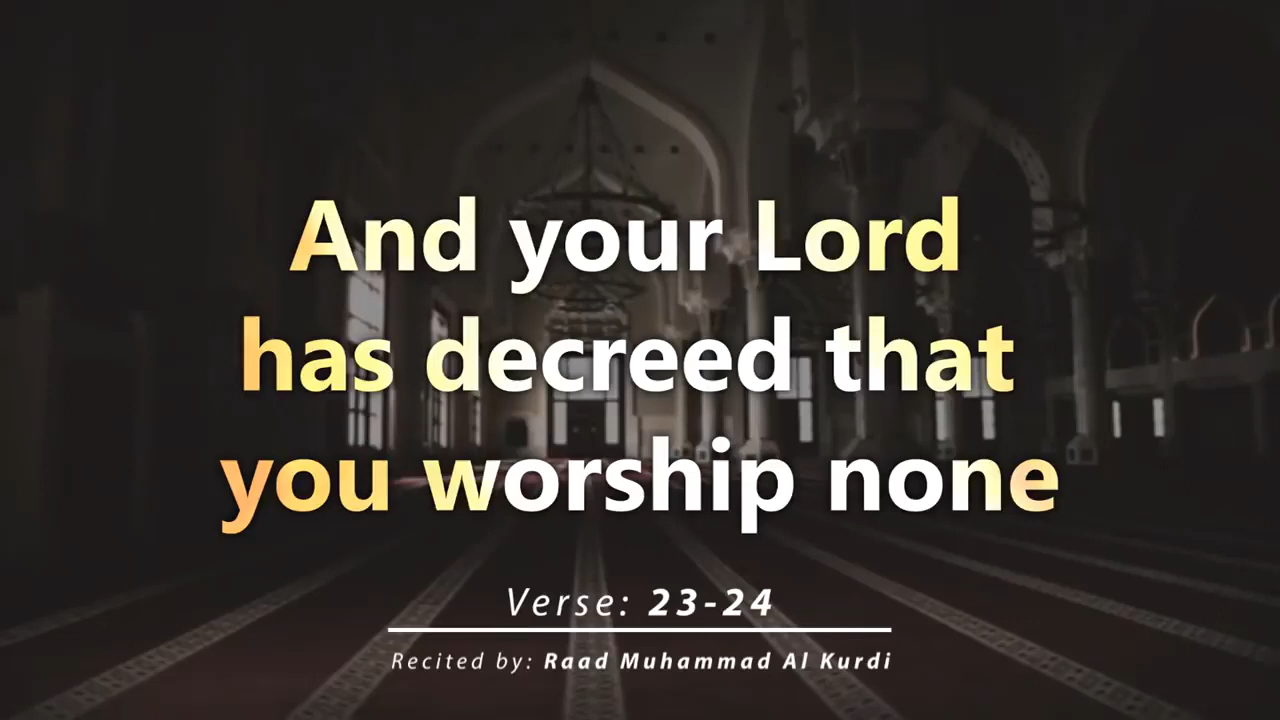 And your Lord
has decreed that
you worship none
Verse: 23-24
Recited by: Raad Muhammad Al Kurdi